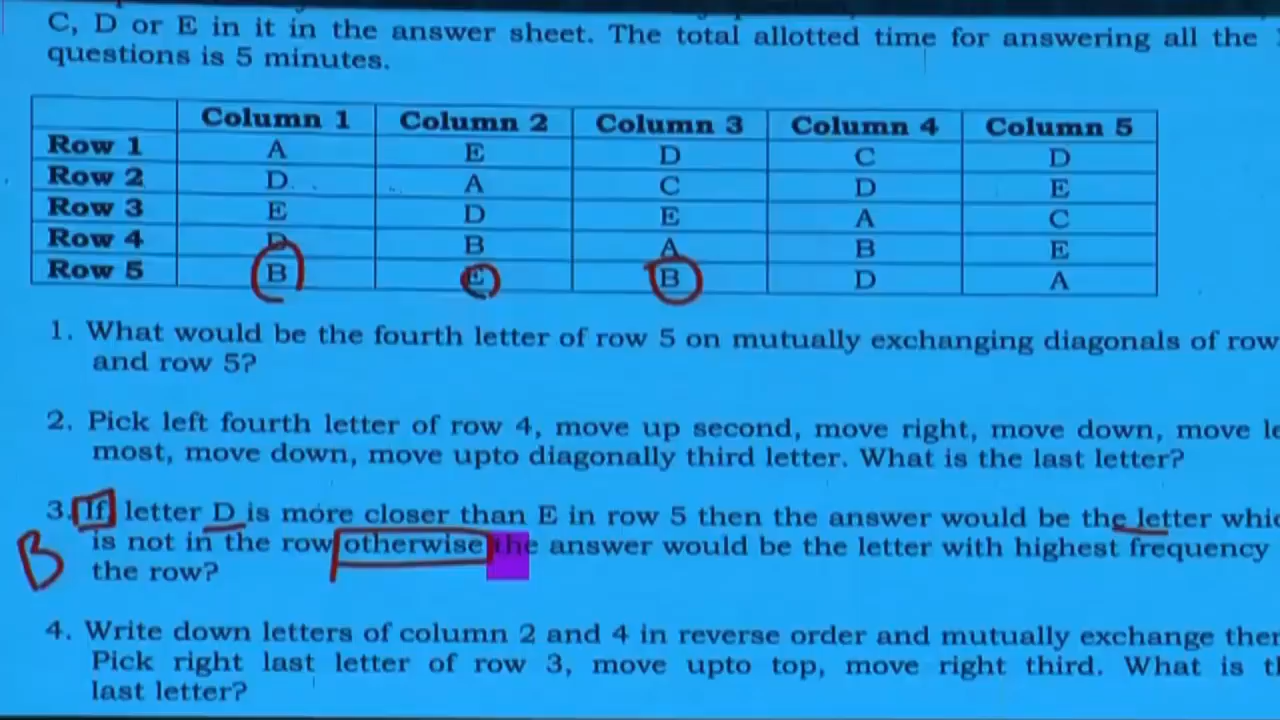 C, D or E in it in the answer sheet. The total allotted time for answering all the
questions is 5 minutes.
Column 1 Column 2 Column 3 Column 4 Column 5
Row 1 A E D C D
Row 2 D A C D E
Row 3 E D E A C
Row 4 D B A B E
Row 5 B E B D A
1. What would be the fourth letter of row 5 on mutually exchanging diagonals of row
and row 5?
2. Pick left fourth letter of row 4, move up second, move right, move down, move le
most, move down, move upto diagonally third letter. What is the last letter?
3. If letter D is more closer than E in row 5 then the answer would be the letter whic
B is not in the row otherwise the answer would be the letter with highest frequency
the row?
4. Write down letters of column 2 and 4 in reverse order and mutually exchange ther
Pick right last letter of row 3, move upto top, move right third. What is t
last letter?